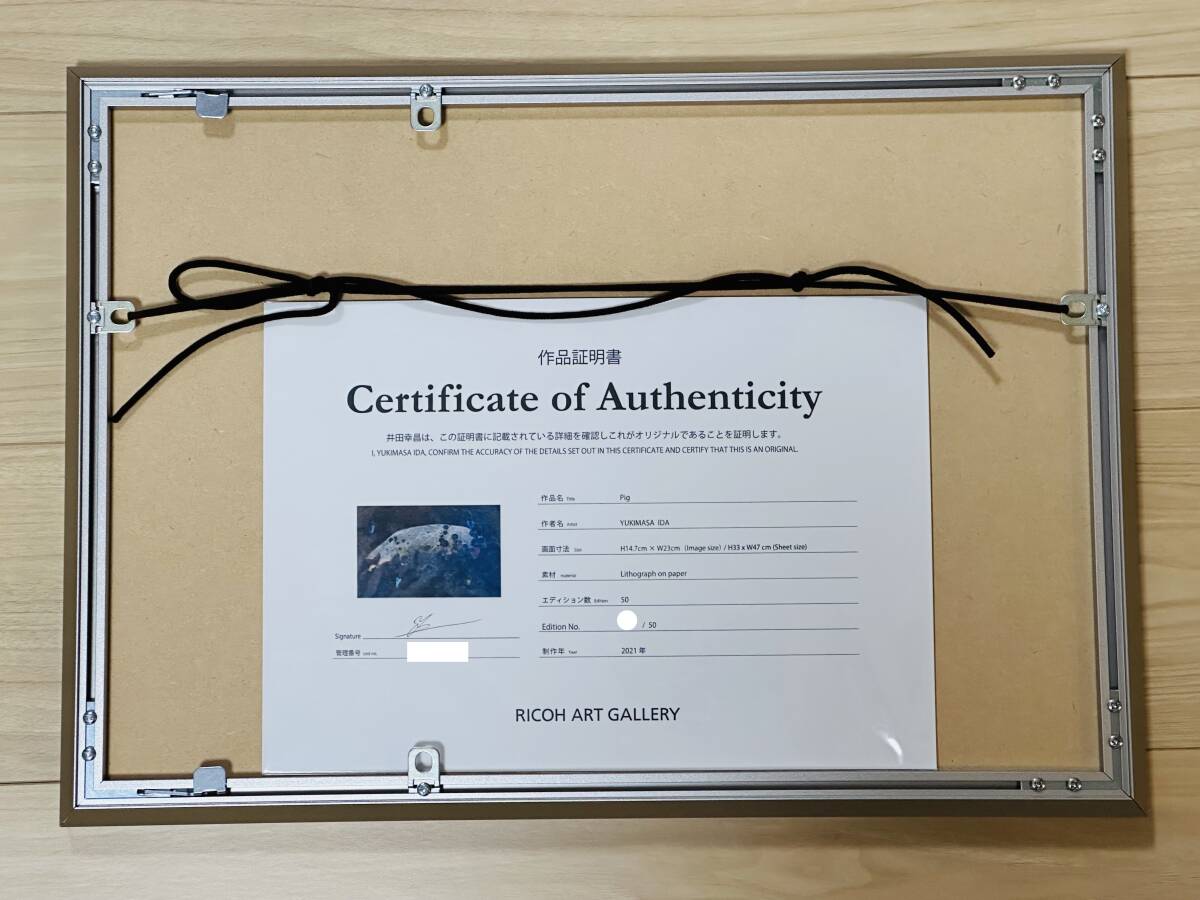 作品証明書
Certificate of Authenticity
井田幸昌は、この証明書に記載されている詳細を確認しこれがオリジナルであることを証明します。
I, YUKIMASA IDA, CONFIRM THE ACCURACY OF THE DETAILS SET OUT IN THIS CERTIFICATE AND CERTIFY THAT THIS IS AN ORIGINAL.
作品名 Title Pig
作者名 Artist YUKIMASA IDA
画面寸法 Size H14.7cm × W23cm (Image size) / H33 x W47 cm (Sheet size)
素材 material Lithograph on paper
エディション数 Edition 50
Edition No. / 50
制作年 Year 2021年
Signature
管理番号 cord no.
RICOH ART GALLERY